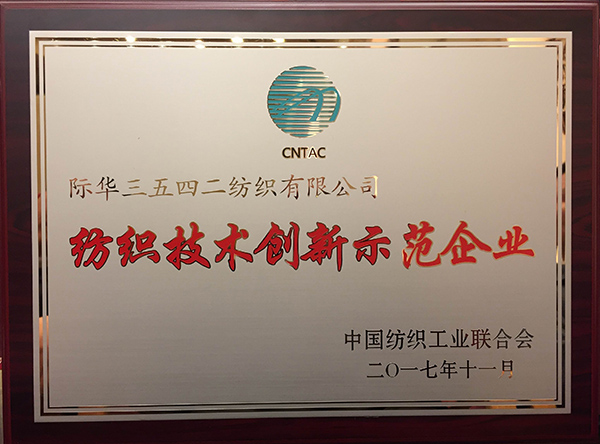 CNTAC
际华三五四二纺织有限公司
纺织技术创新示范企业
中国纺织工业联合会
二〇一七年十一月